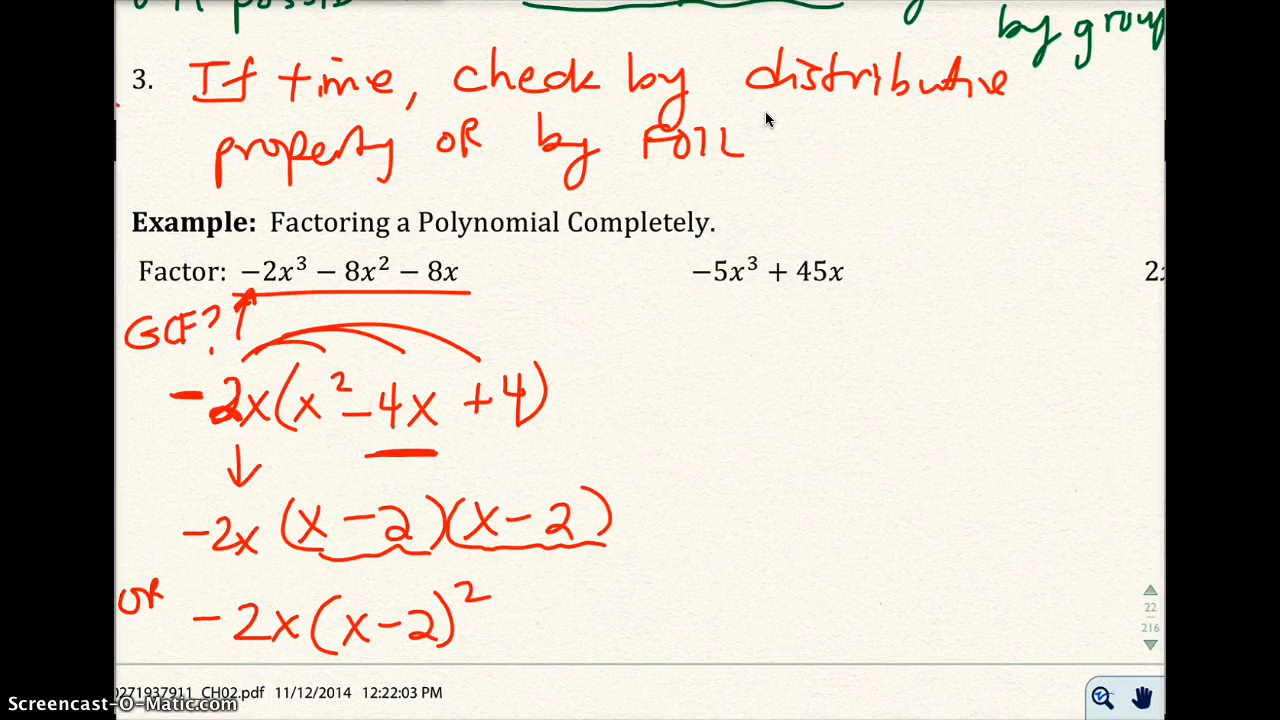 by group
3. If time, check by distributive
property OR by FOIL
Example: Factoring a Polynomial Completely.
Factor: −2x³ − 8x² − 8x −5x³ + 45x
GCF?
-2x(x² -4x +4)
-2x (x-2)(x-2)
OR -2x(x-2)²
22
216
0271937911_CH02.pdf 11/12/2014 12:22:03 PM
Screencast-O-Matic.com